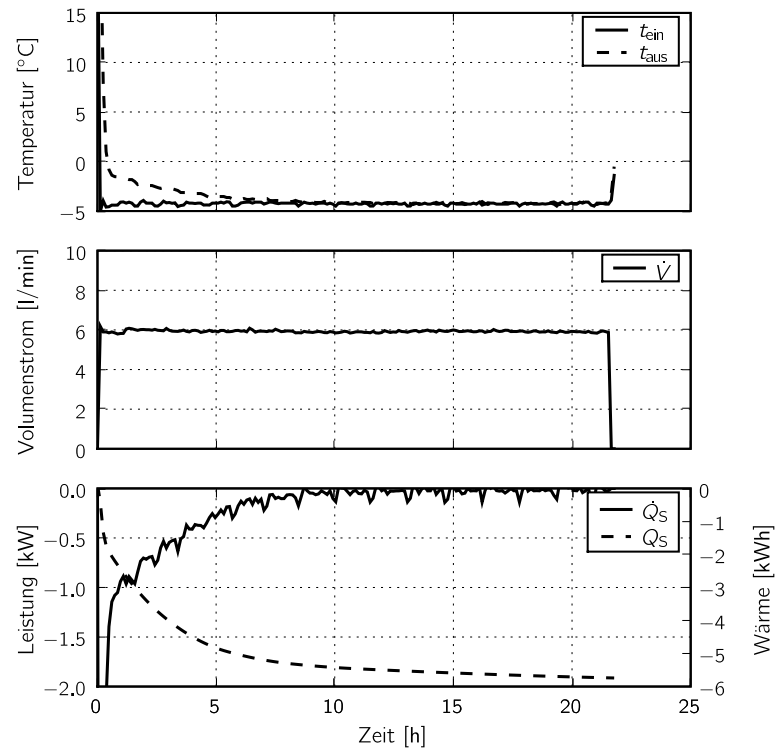 15
10
5
0
−5
Temperatur [°C]
t_ein
t_aus
10
8
6
4
2
0
Volumenstrom [l/min]
V̇
0.0
−0.5
−1.0
−1.5
−2.0
Leistung [kW]
Q̇_S
Q_S
0
−1
−2
−3
−4
−5
−6
Wärme [kWh]
0 5 10 15 20 25
Zeit [h]